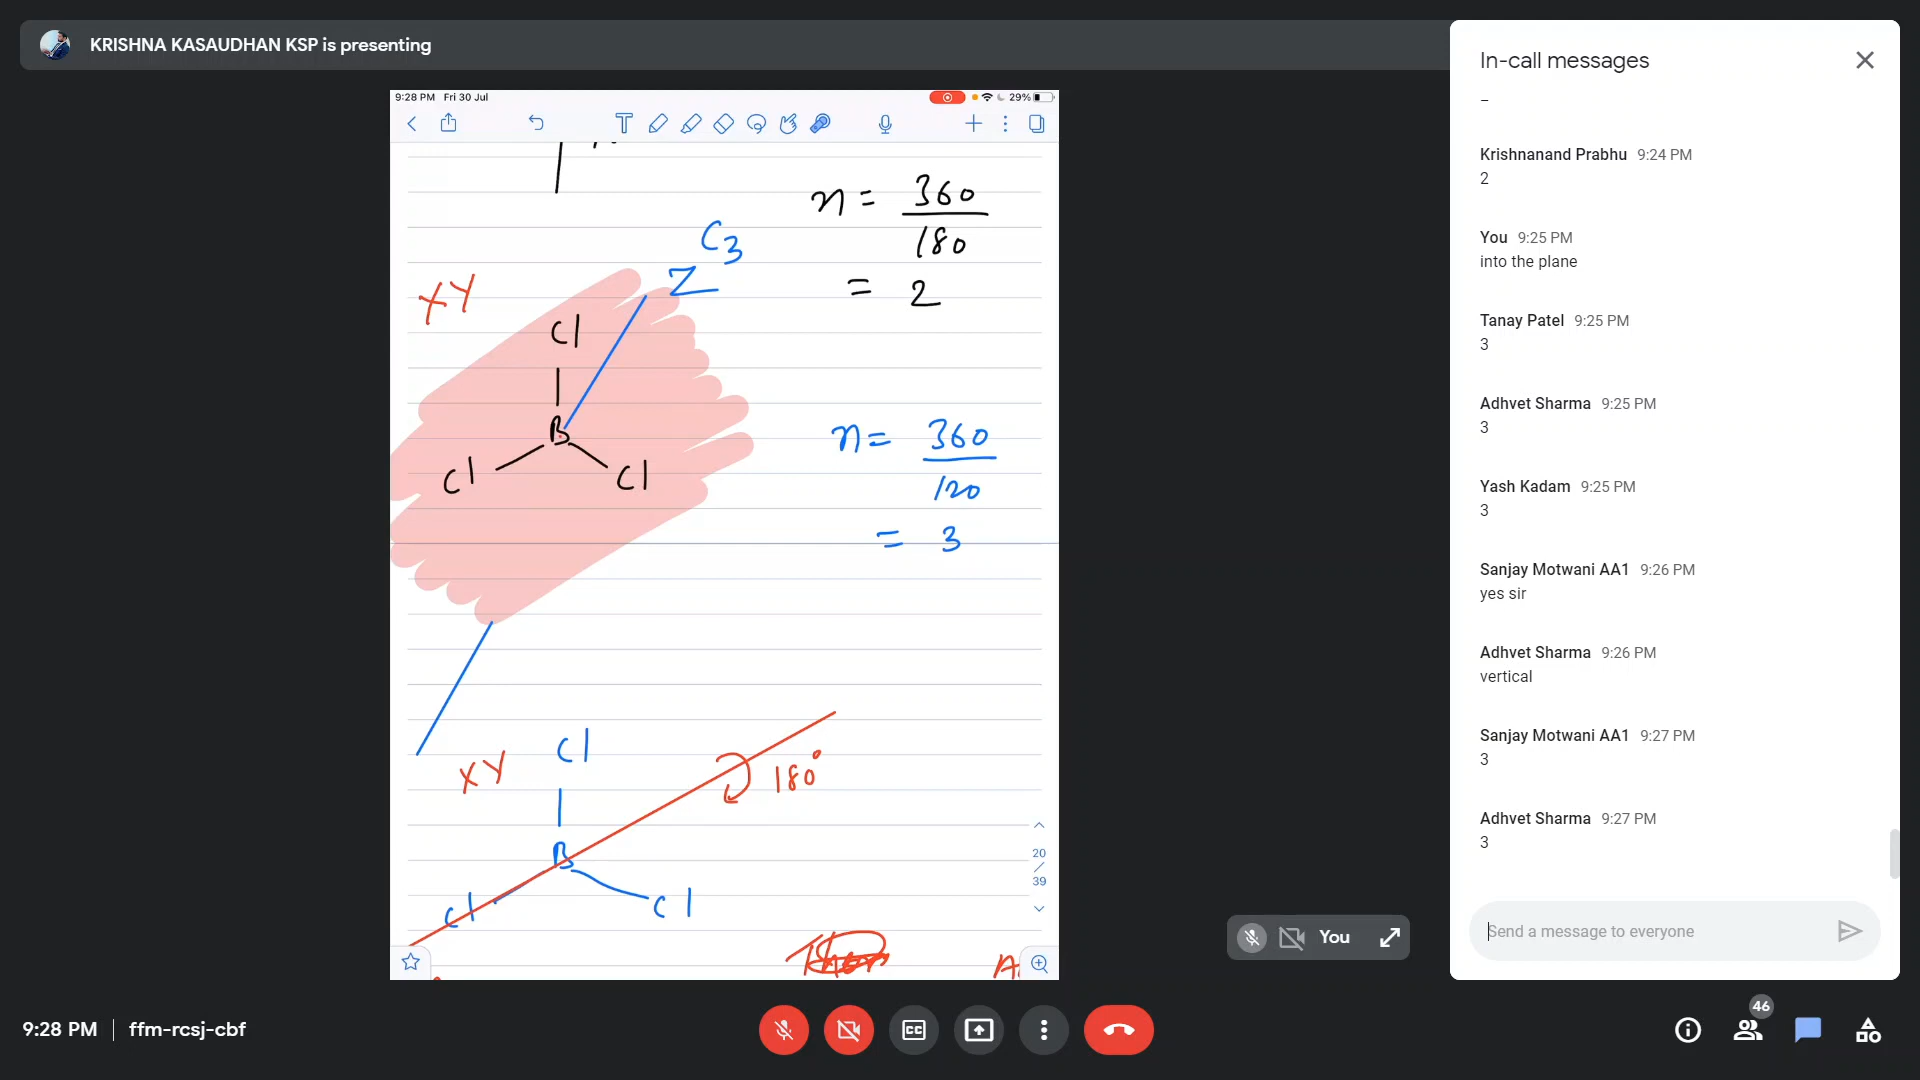 KRISHNA KASAUDHAN KSP is presenting
9:28 PM Fri 30 Jul
29%
n = 360
180
= 2
C3
Z
XY
Cl
B
Cl Cl
n = 360
120
= 3
XY
Cl
180°
B
Cl Cl
20
39
You
In-call messages
Krishnanand Prabhu 9:24 PM
2
You 9:25 PM
into the plane
Tanay Patel 9:25 PM
3
Adhvet Sharma 9:25 PM
3
Yash Kadam 9:25 PM
3
Sanjay Motwani AA1 9:26 PM
yes sir
Adhvet Sharma 9:26 PM
vertical
Sanjay Motwani AA1 9:27 PM
3
Adhvet Sharma 9:27 PM
3
Send a message to everyone
9:28 PM ffm-rcsj-cbf
CC
46